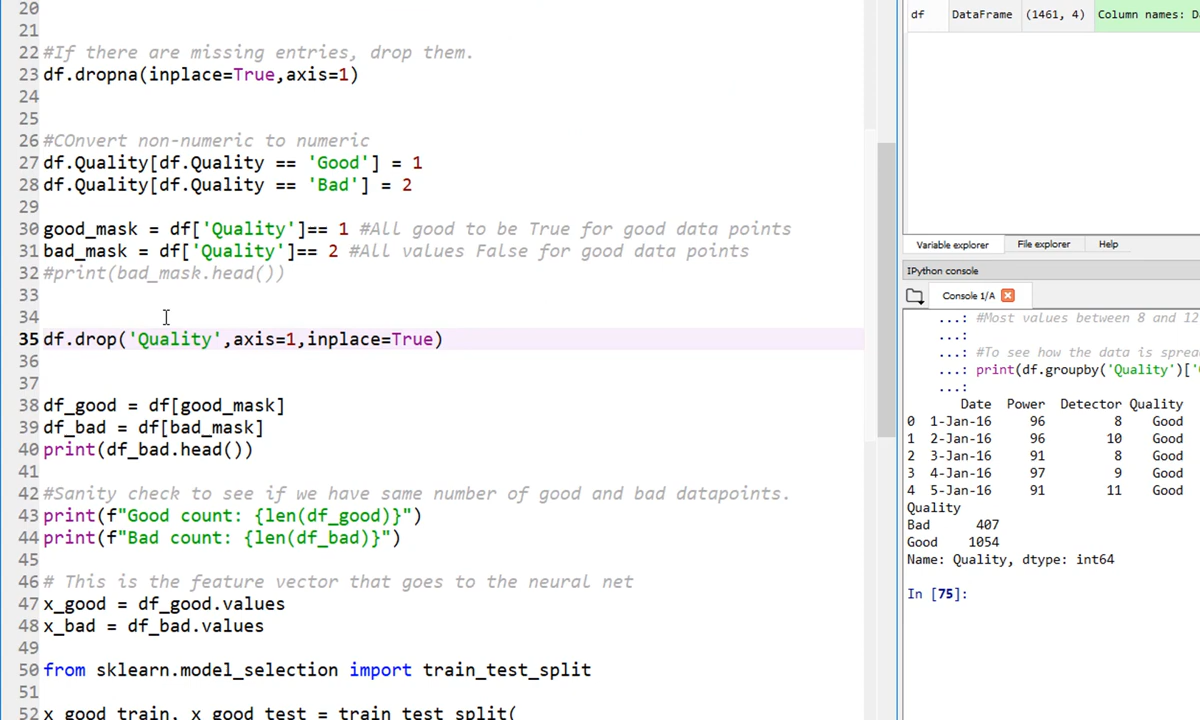 20
21
22 #If there are missing entries, drop them.
23 df.dropna(inplace=True,axis=1)
24
25
26 #COnvert non-numeric to numeric
27 df.Quality[df.Quality == 'Good'] = 1
28 df.Quality[df.Quality == 'Bad'] = 2
29
30 good_mask = df['Quality']== 1 #All good to be True for good data points
31 bad_mask = df['Quality']== 2 #All values False for good data points
32 #print(bad_mask.head())
33
34
35 df.drop('Quality',axis=1,inplace=True)
36
37
38 df_good = df[good_mask]
39 df_bad = df[bad_mask]
40 print(df_bad.head())
41
42 #Sanity check to see if we have same number of good and bad datapoints.
43 print(f"Good count: {len(df_good)}")
44 print(f"Bad count: {len(df_bad)}")
45
46 # This is the feature vector that goes to the neural net
47 x_good = df_good.values
48 x_bad = df_bad.values
49
50 from sklearn.model_selection import train_test_split
51
52 x_good_train, x_good_test = train_test_split(
df DataFrame (1461, 4) Column names: D
Variable explorer File explorer Help
IPython console
Console 1/A
...: #Most values between 8 and 12
...:
...: #To see how the data is sprea
...: print(df.groupby('Quality')['
...:
Date Power Detector Quality
0 1-Jan-16 96 8 Good
1 2-Jan-16 96 10 Good
2 3-Jan-16 91 8 Good
3 4-Jan-16 97 9 Good
4 5-Jan-16 91 11 Good
Quality
Bad 407
Good 1054
Name: Quality, dtype: int64
In [75]: